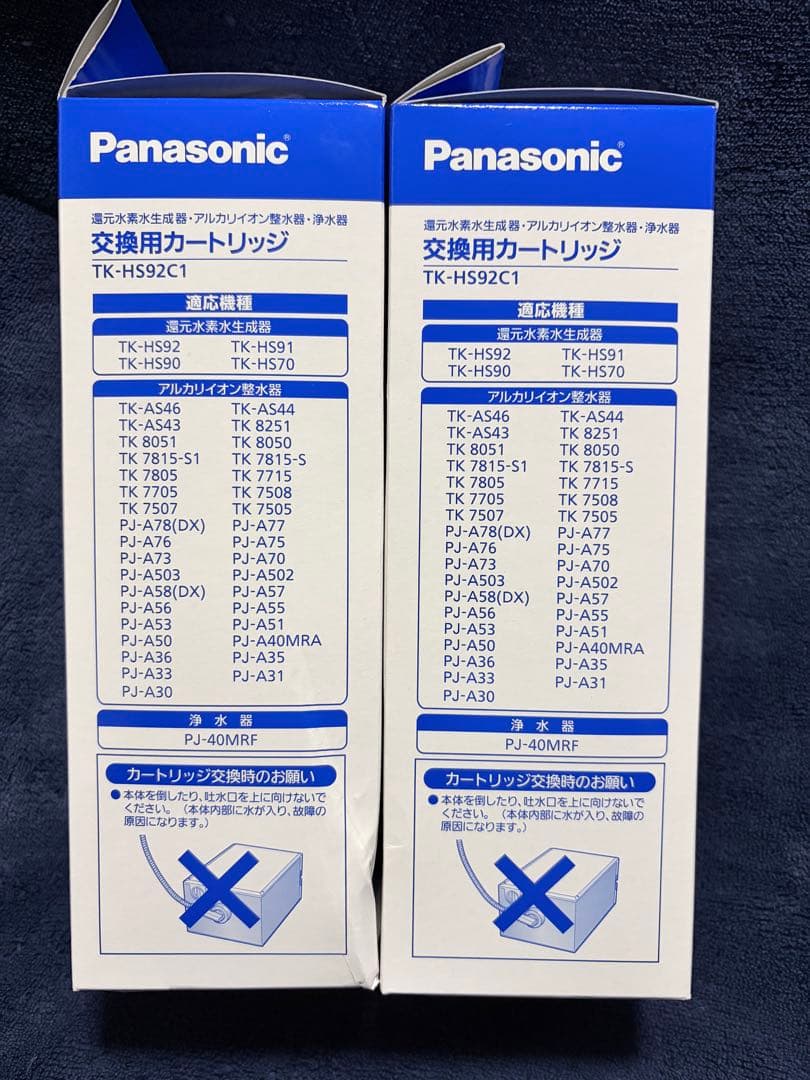 Panasonic®
還元水素水生成器・アルカリイオン整水器・浄水器
交換用カートリッジ
TK-HS92C1
適応機種
還元水素水生成器
TK-HS92 TK-HS91
TK-HS90 TK-HS70
アルカリイオン整水器
TK-AS46 TK-AS44
TK-AS43 TK 8251
TK 8051 TK 8050
TK 7815-S1 TK 7815-S
TK 7805 TK 7715
TK 7705 TK 7508
TK 7507 TK 7505
PJ-A78(DX) PJ-A77
PJ-A76 PJ-A75
PJ-A73 PJ-A70
PJ-A503 PJ-A502
PJ-A58(DX) PJ-A57
PJ-A56 PJ-A55
PJ-A53 PJ-A51
PJ-A50 PJ-A40MRA
PJ-A36 PJ-A35
PJ-A33 PJ-A31
PJ-A30
浄水器
PJ-40MRF
カートリッジ交換時のお願い
●本体を倒したり、吐水口を上に向けないで
ください。(本体内部に水が入り、故障の
原因になります。)
Panasonic®
還元水素水生成器・アルカリイオン整水器・浄水器
交換用カートリッジ
TK-HS92C1
適応機種
還元水素水生成器
TK-HS92 TK-HS91
TK-HS90 TK-HS70
アルカリイオン整水器
TK-AS46 TK-AS44
TK-AS43 TK 8251
TK 8051 TK 8050
TK 7815-S1 TK 7815-S
TK 7805 TK 7715
TK 7705 TK 7508
TK 7507 TK 7505
PJ-A78(DX) PJ-A77
PJ-A76 PJ-A75
PJ-A73 PJ-A70
PJ-A503 PJ-A502
PJ-A58(DX) PJ-A57
PJ-A56 PJ-A55
PJ-A53 PJ-A51
PJ-A50 PJ-A40MRA
PJ-A36 PJ-A35
PJ-A33 PJ-A31
PJ-A30
浄水器
PJ-40MRF
カートリッジ交換時のお願い
●本体を倒したり、吐水口を上に向けないで
ください。(本体内部に水が入り、故障の
原因になります。)